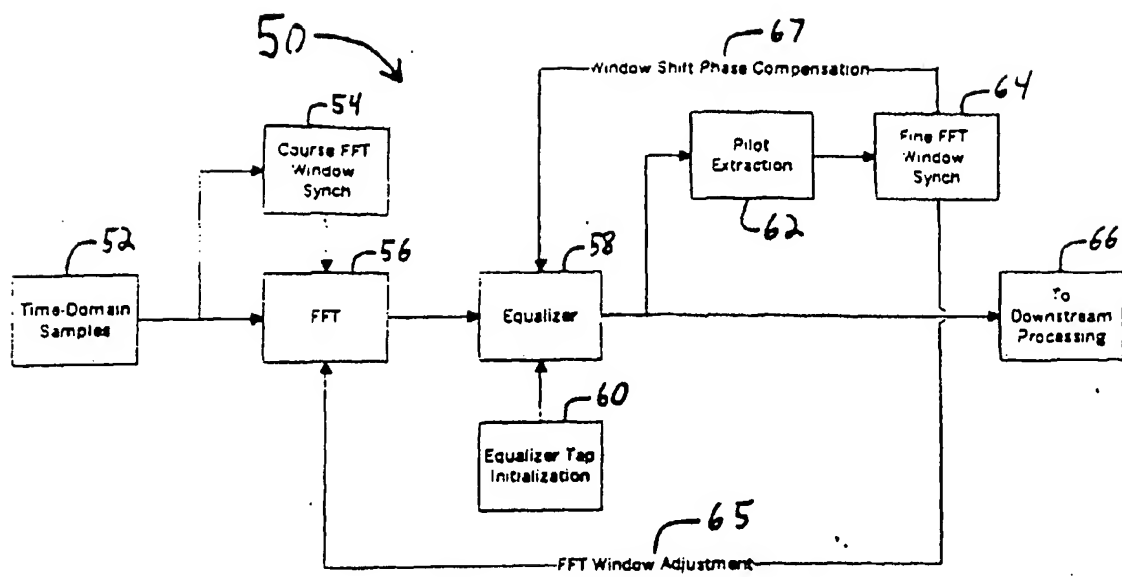 50
67
Window Shift Phase Compensation
54
64
Course FFT
Window
Synch
Pilot
Extraction
Fine FFT
Window
Synch
62
52
56
58
66
Time-Domain
Samples
FFT
Equalizer
To
Downstream
Processing
60
Equalizer Tap
Initialization
65
FFT Window Adjustment